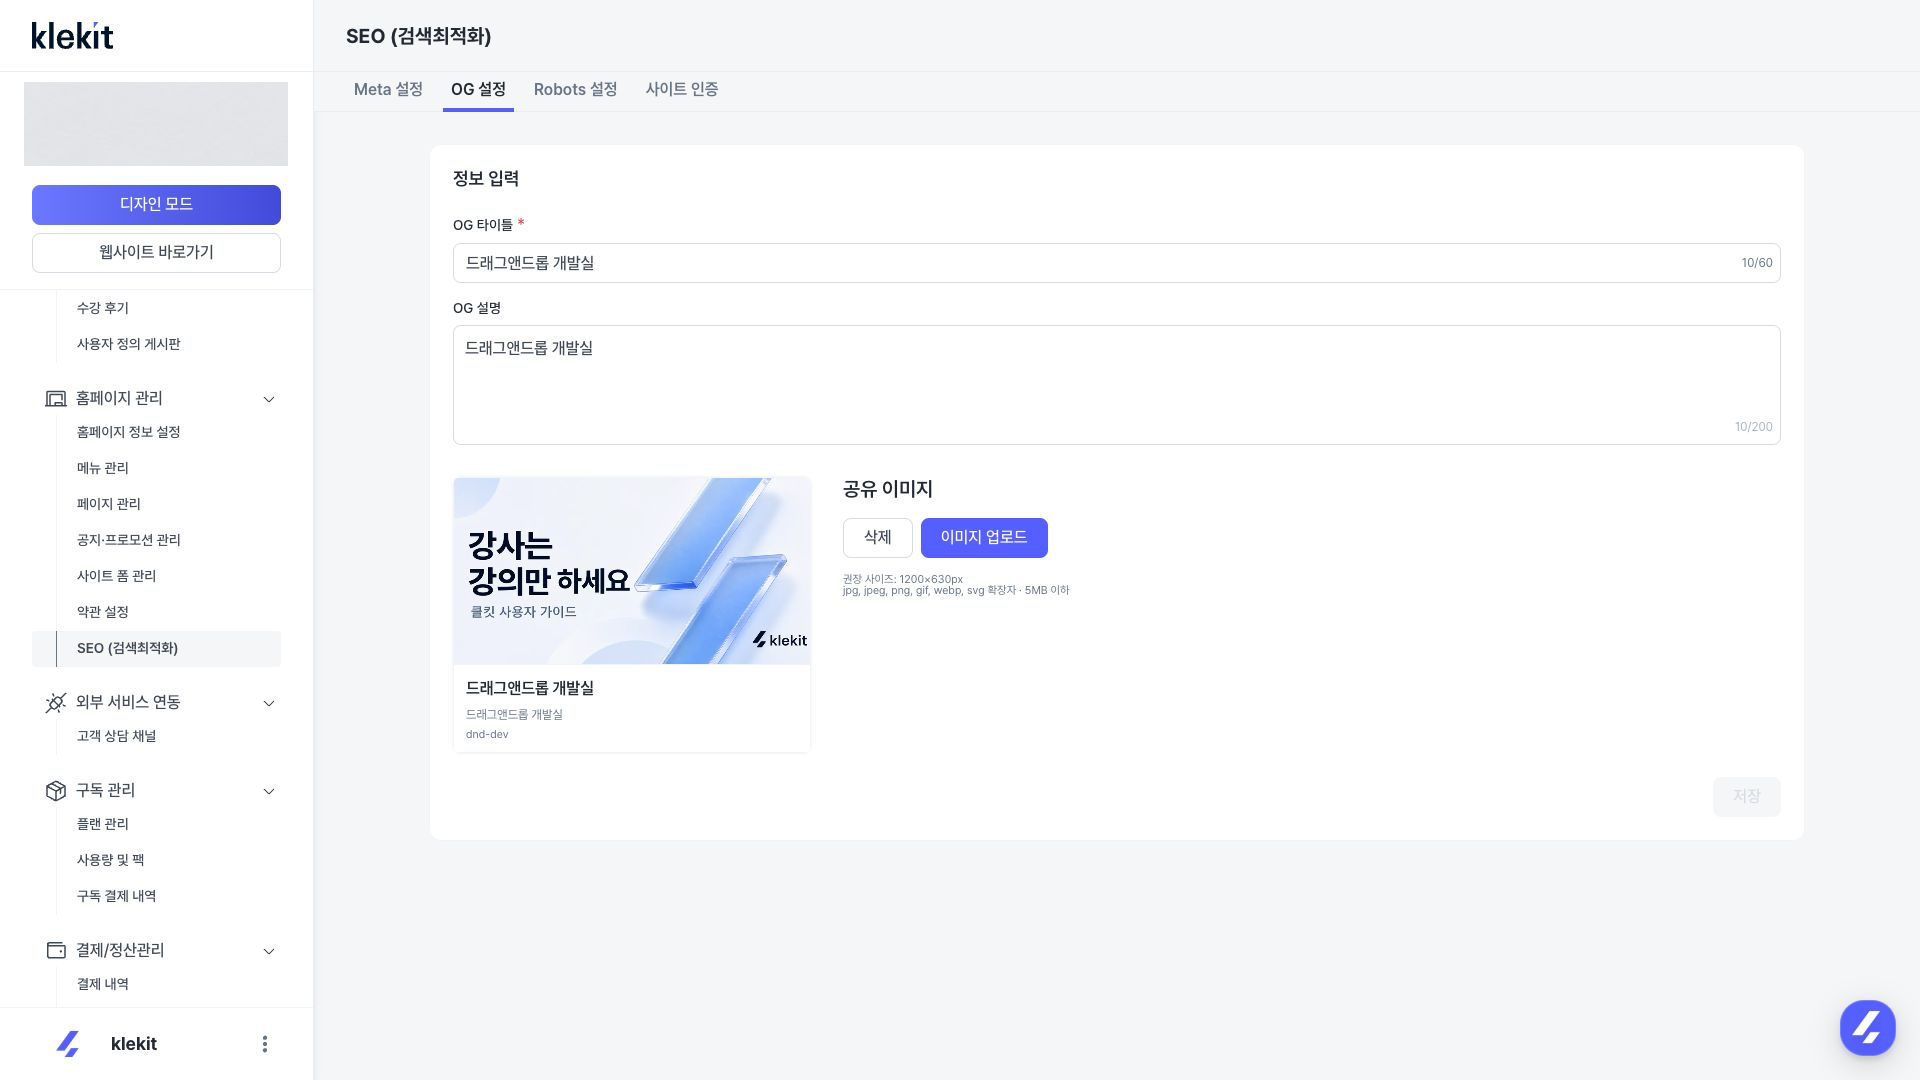 klekit
SEO (검색최적화)
Meta 설정
OG 설정
Robots 설정
사이트 인증
디자인 모드
웹사이트 바로가기
수강 후기
사용자 정의 게시판
홈페이지 관리
홈페이지 정보 설정
메뉴 관리
페이지 관리
공지·프로모션 관리
사이트 폼 관리
약관 설정
SEO (검색최적화)
외부 서비스 연동
고객 상담 채널
구독 관리
플랜 관리
사용량 및 팩
구독 결제 내역
결제/정산관리
결제 내역
klekit
정보 입력
OG 타이틀 *
드래그앤드롭 개발실
10/60
OG 설명
드래그앤드롭 개발실
10/200
강사는
강의만 하세요
클킷 사용자 가이드
klekit
드래그앤드롭 개발실
드래그앤드롭 개발실
dnd-dev
공유 이미지
삭제
이미지 업로드
권장 사이즈: 1200×630px
jpg, jpeg, png, gif, webp, svg 확장자 · 5MB 이하
저장